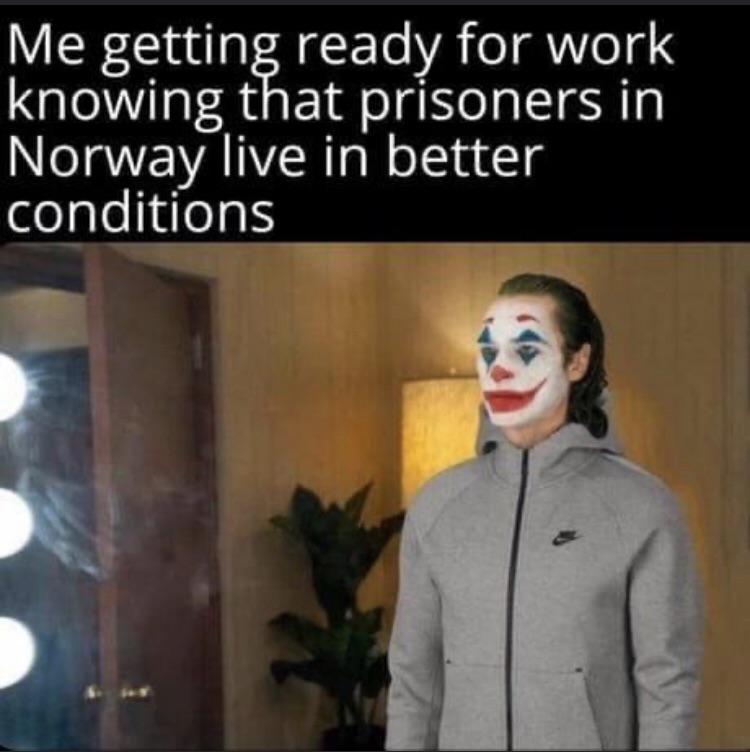 Me getting ready for work
knowing that prisoners in
Norway live in better
conditions